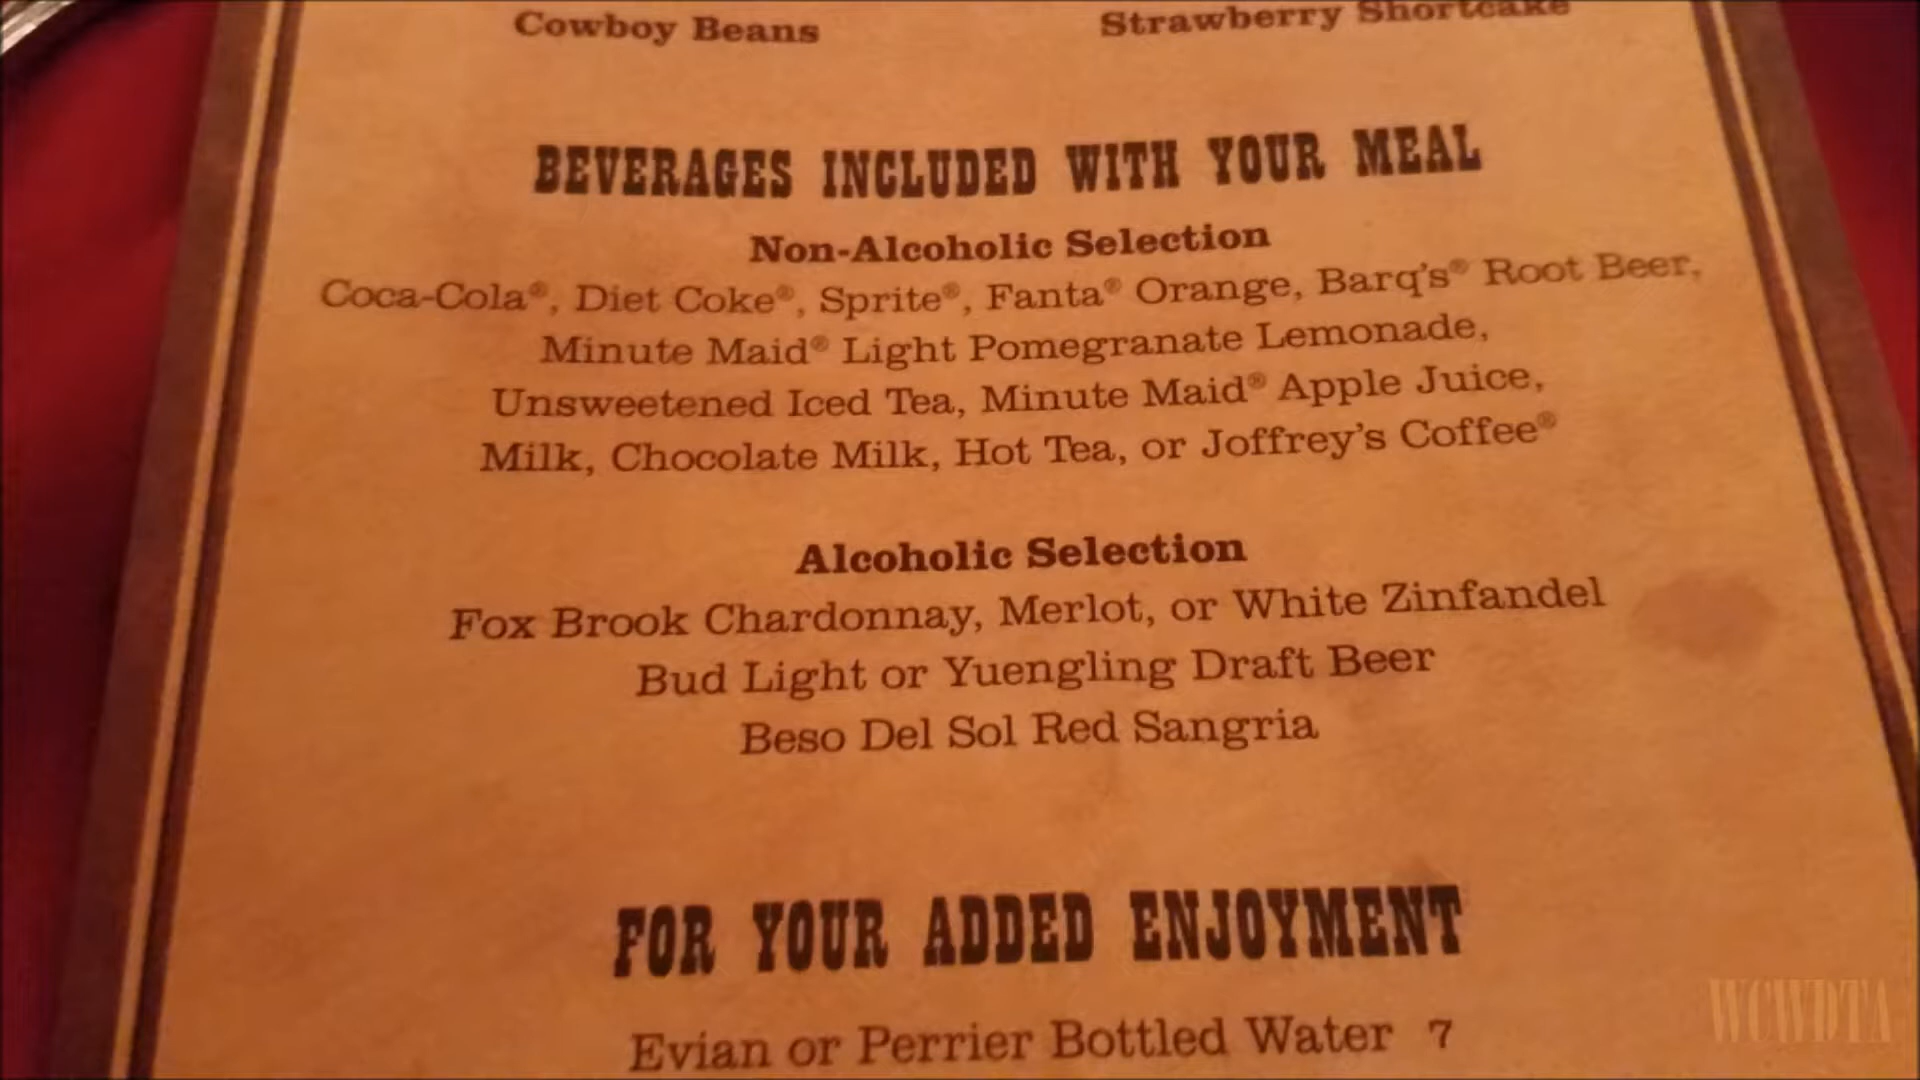 Cowboy Beans
Strawberry Shortcake
BEVERAGES INCLUDED WITH YOUR MEAL
Non-Alcoholic Selection
Coca-Cola®, Diet Coke®, Sprite®, Fanta® Orange, Barq's® Root Beer,
Minute Maid® Light Pomegranate Lemonade,
Unsweetened Iced Tea, Minute Maid® Apple Juice,
Milk, Chocolate Milk, Hot Tea, or Joffrey's Coffee®
Alcoholic Selection
Fox Brook Chardonnay, Merlot, or White Zinfandel
Bud Light or Yuengling Draft Beer
Beso Del Sol Red Sangria
FOR YOUR ADDED ENJOYMENT
Evian or Perrier Bottled Water 7
WCWDTA